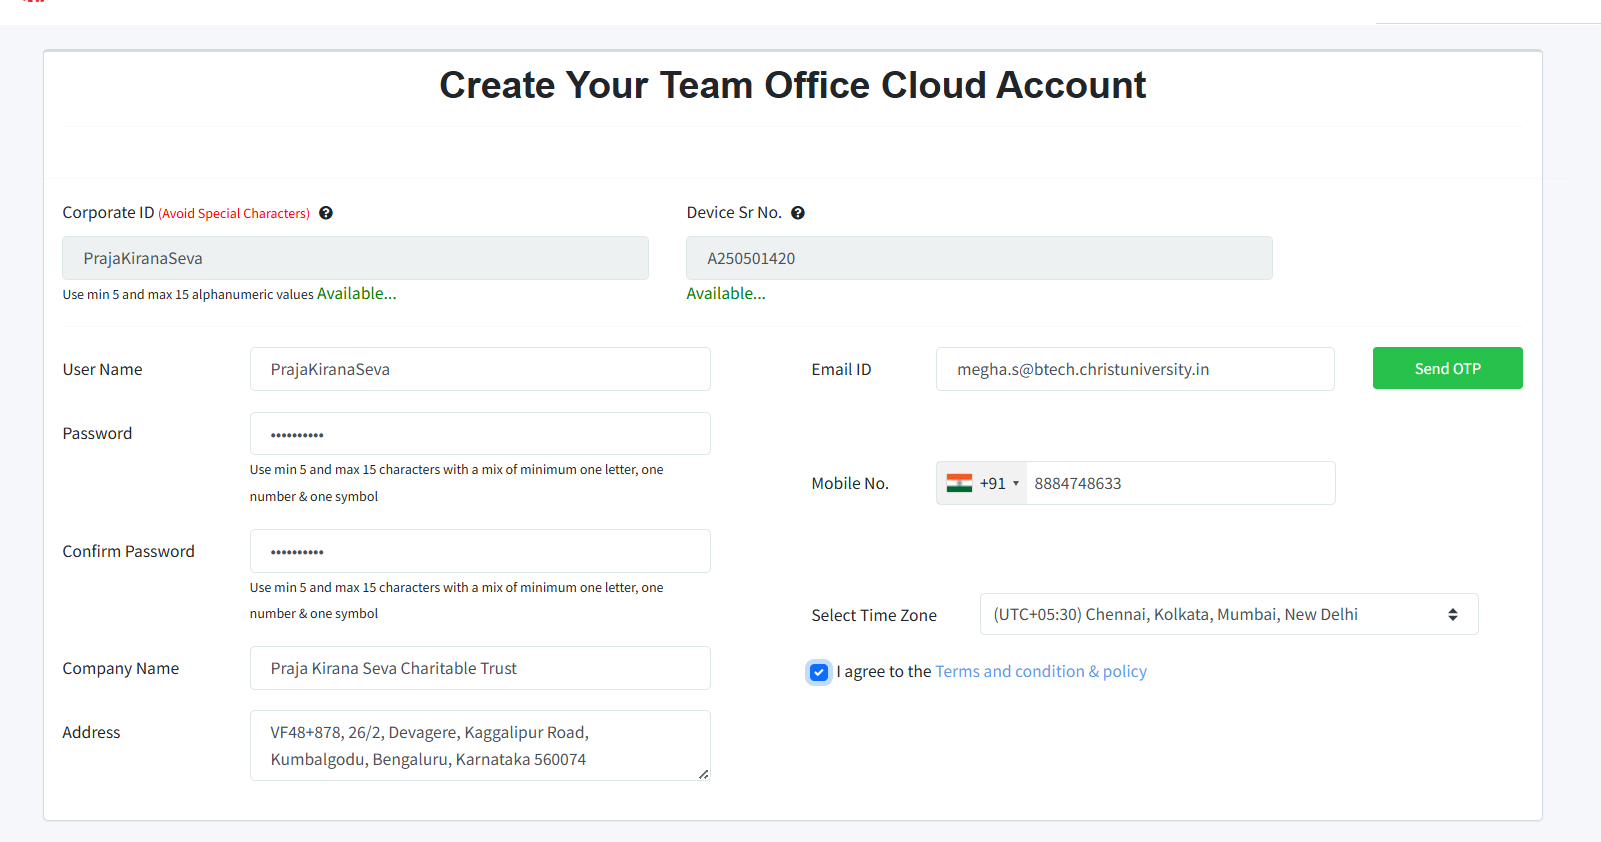 Create Your Team Office Cloud Account
Corporate ID (Avoid Special Characters)
Device Sr No.
PrajaKiranaSeva
A250501420
Use min 5 and max 15 alphanumeric values Available...
Available...
User Name
PrajaKiranaSeva
Email ID
megha.s@btech.christuniversity.in
Send OTP
Password
••••••••••
Use min 5 and max 15 characters with a mix of minimum one letter, one
number & one symbol
Mobile No.
+91
8884748633
Confirm Password
••••••••••
Use min 5 and max 15 characters with a mix of minimum one letter, one
number & one symbol
Select Time Zone
(UTC+05:30) Chennai, Kolkata, Mumbai, New Delhi
Company Name
Praja Kirana Seva Charitable Trust
I agree to the Terms and condition & policy
Address
VF48+878, 26/2, Devagere, Kaggalipur Road,
Kumbalgodu, Bengaluru, Karnataka 560074